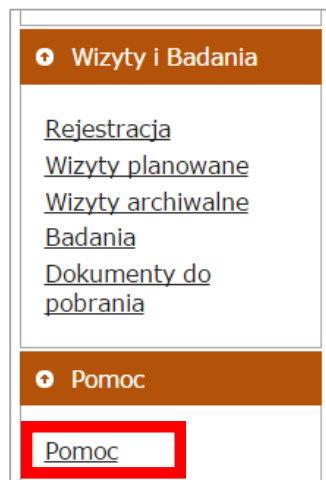 Wizyty i Badania
Rejestracja
Wizyty planowane
Wizyty archiwalne
Badania
Dokumenty do
pobrania
Pomoc
Pomoc